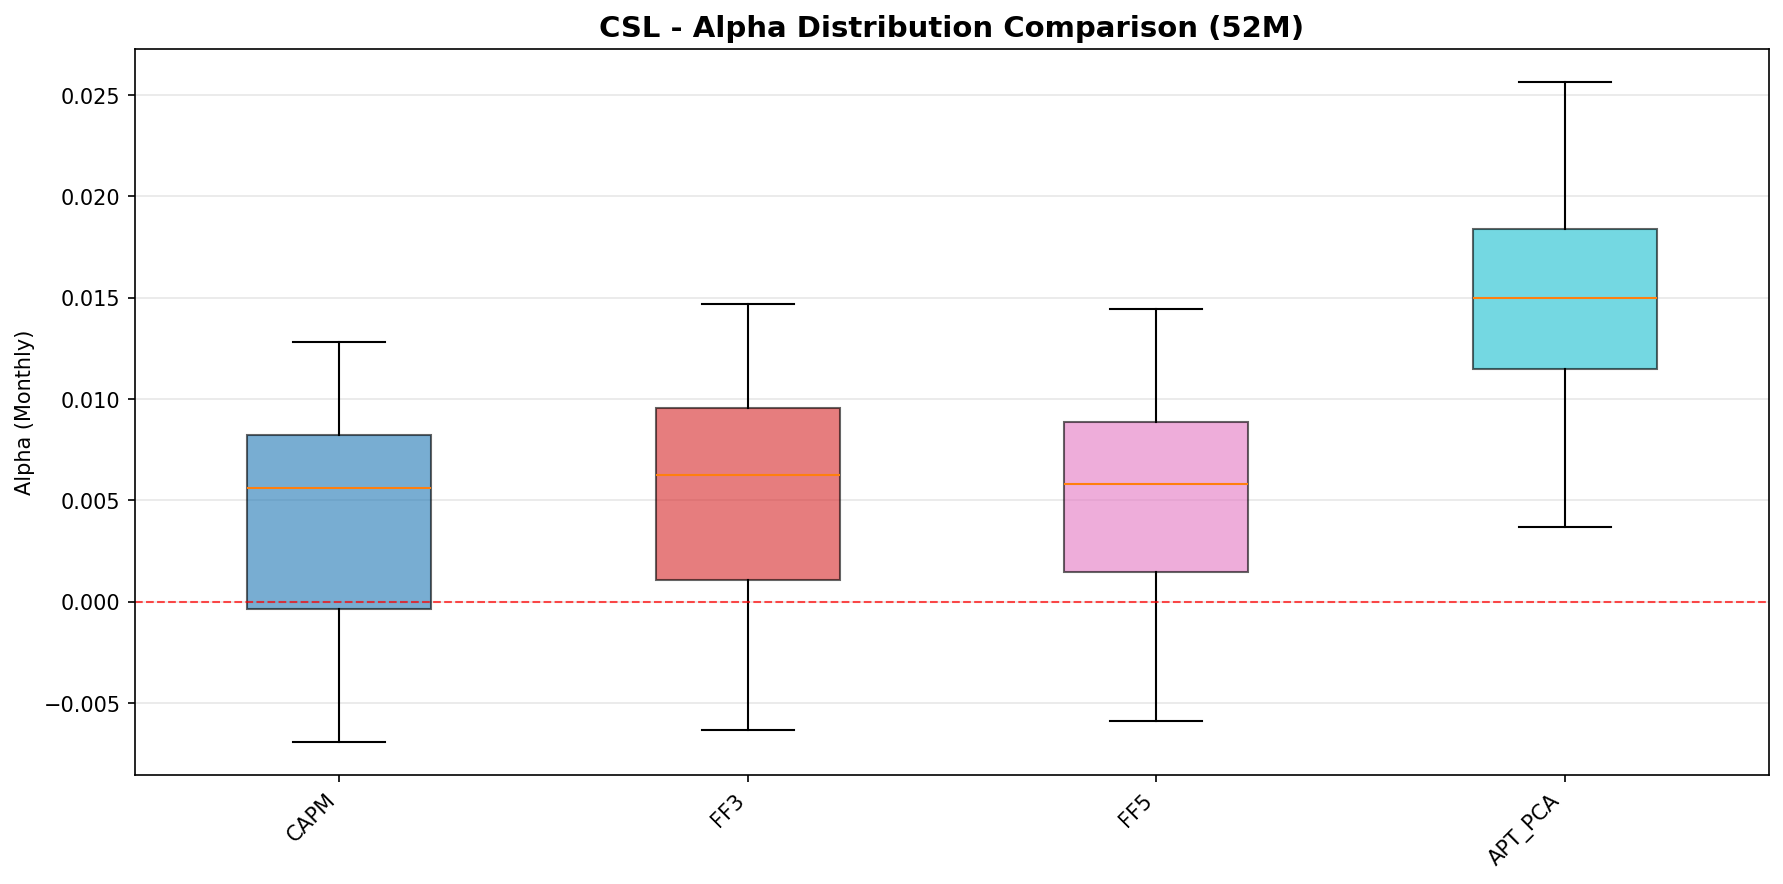 CSL - Alpha Distribution Comparison (52M)
Alpha (Monthly)
0.025
0.020
0.015
0.010
0.005
0.000
−0.005
CAPM
FF3
FF5
APT_PCA